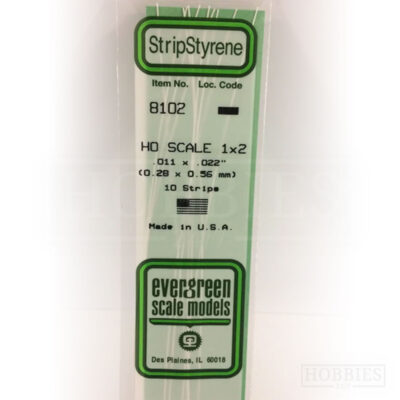 StripStyrene
Item No. Loc. Code
8102
HO SCALE 1x2
.011 x .022"
(0.28 x 0.56 mm)
10 Strips
Made in U.S.A.
evergreen
scale models
Des Plaines, IL 60018
HOBBIES